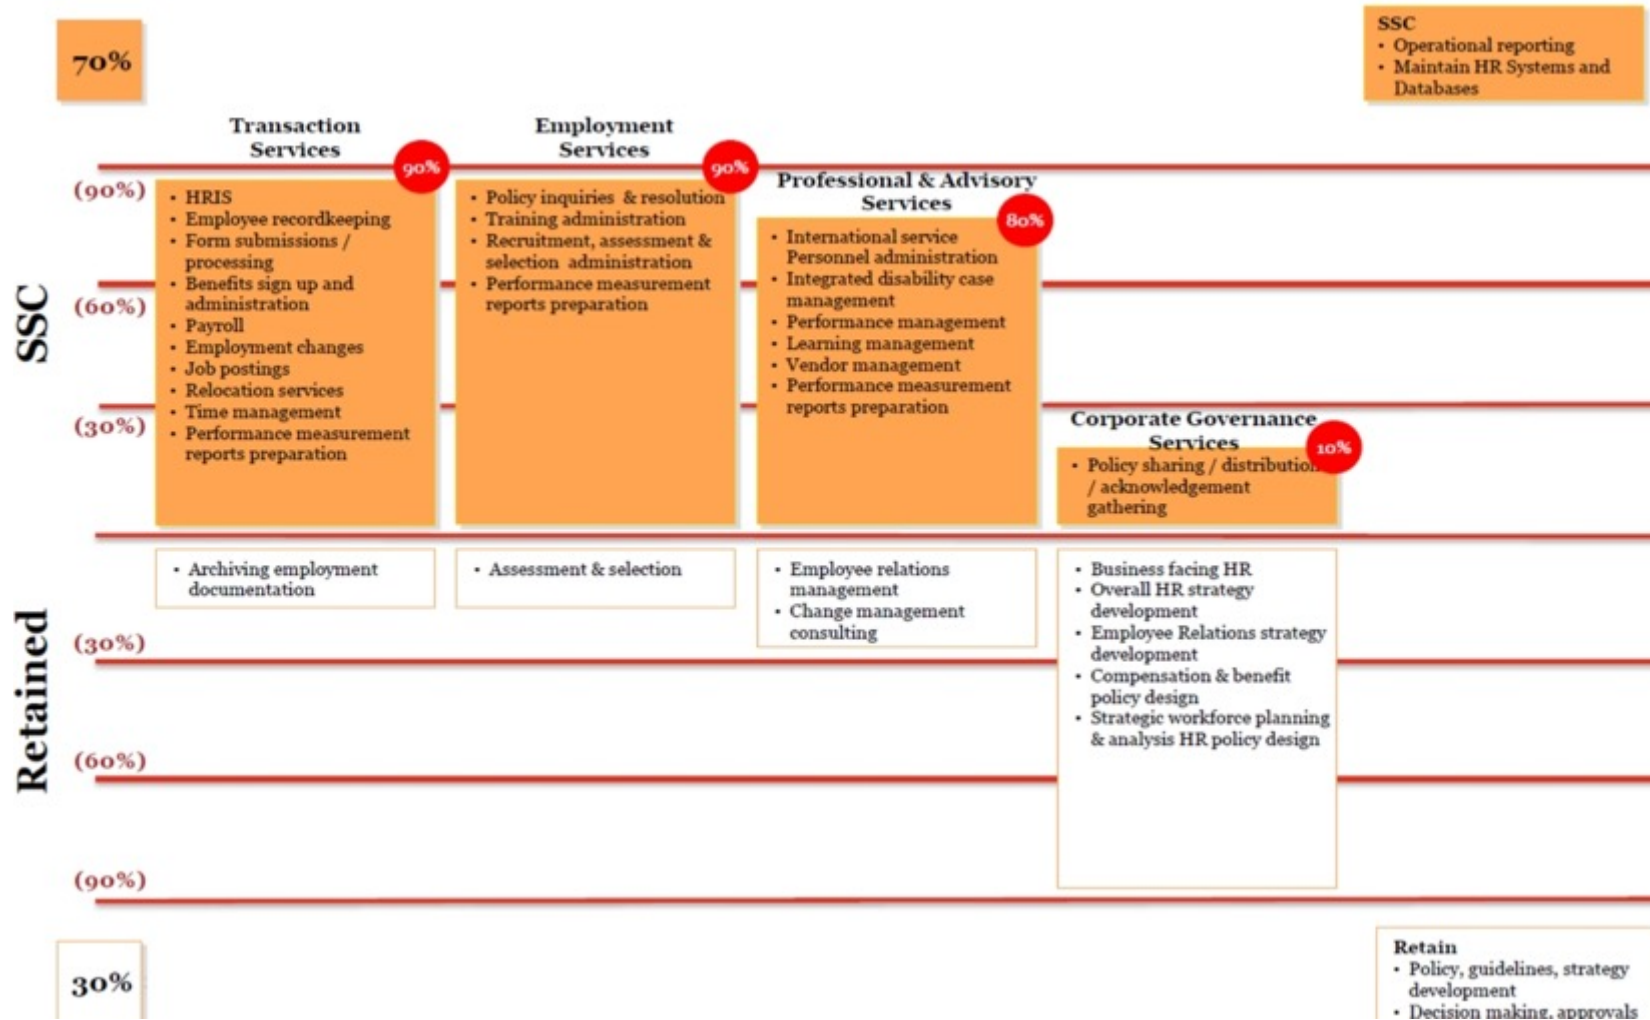 70%
SSC
• Operational reporting
• Maintain HR Systems and
Databases
Transaction
Services
90%
Employment
Services
90%
Professional & Advisory
Services
80%
Corporate Governance
Services
10%
SSC
(90%)
(60%)
(30%)
• HRIS
• Employee recordkeeping
• Form submissions /
processing
• Benefits sign up and
administration
• Payroll
• Employment changes
• Job postings
• Relocation services
• Time management
• Performance measurement
reports preparation
• Policy inquiries & resolution
• Training administration
• Recruitment, assessment &
selection administration
• Performance measurement
reports preparation
• International service
Personnel administration
• Integrated disability case
management
• Performance management
• Learning management
• Vendor management
• Performance measurement
reports preparation
• Policy sharing / distribution
/ acknowledgement
gathering
Retained
(30%)
(60%)
(90%)
• Archiving employment
documentation
• Assessment & selection
• Employee relations
management
• Change management
consulting
• Business facing HR
• Overall HR strategy
development
• Employee Relations strategy
development
• Compensation & benefit
policy design
• Strategic workforce planning
& analysis HR policy design
30%
Retain
• Policy, guidelines, strategy
development
• Decision making, approvals